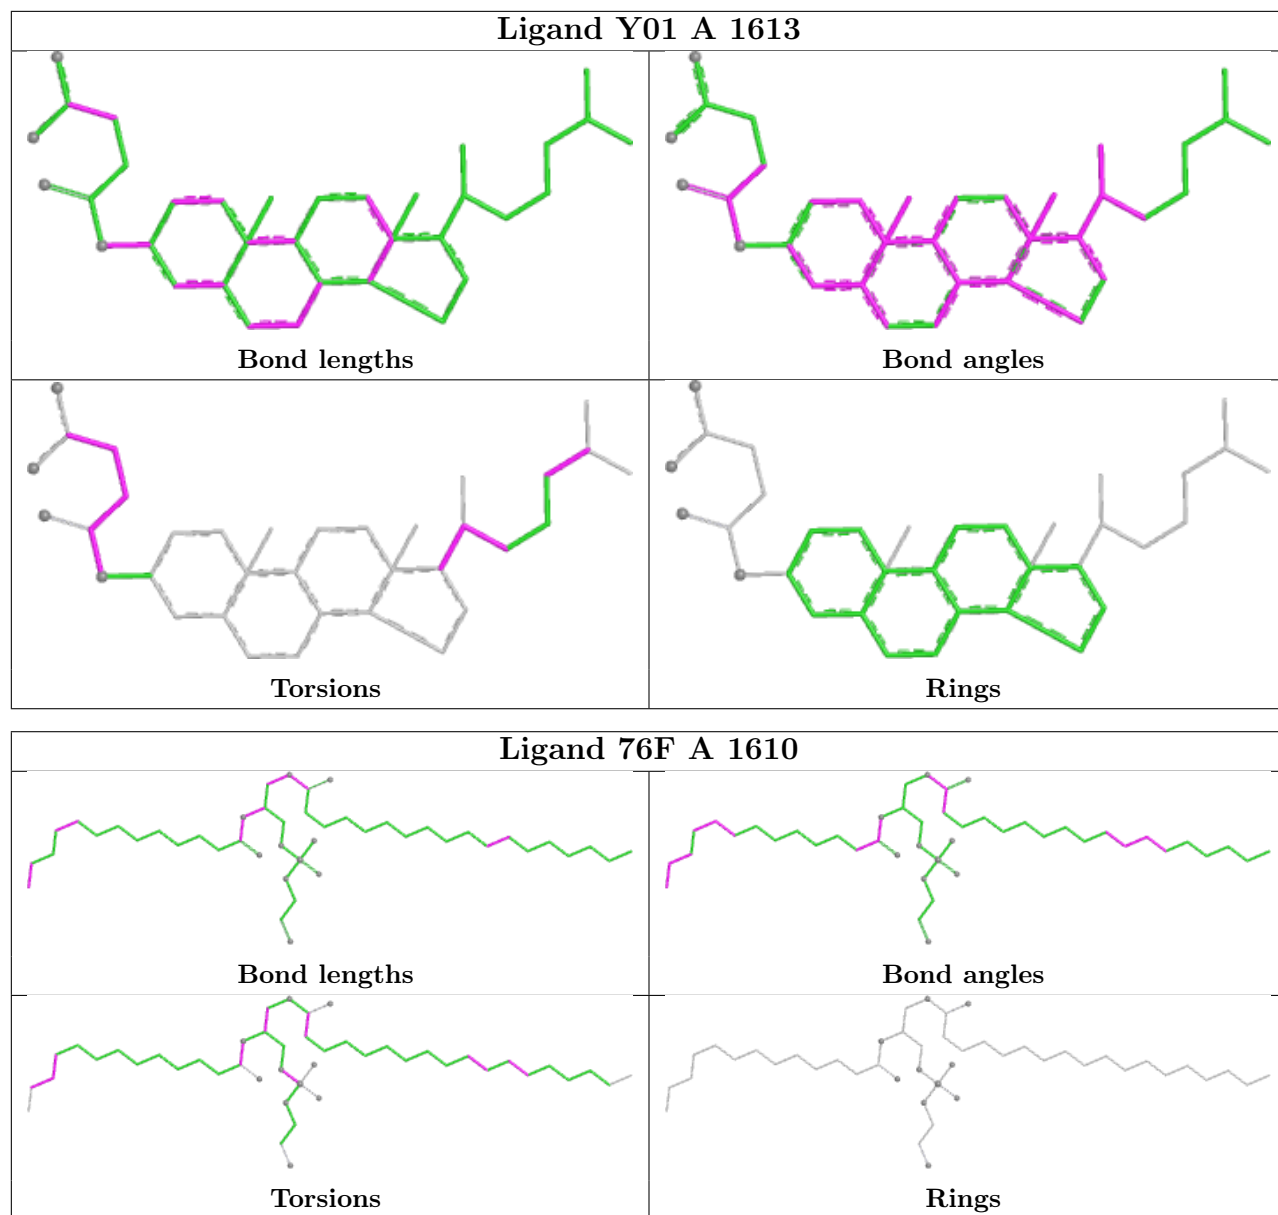 Ligand Y01 A 1613
Bond lengths
Bond angles
Torsions
Rings
Ligand 76F A 1610
Bond lengths
Bond angles
Torsions
Rings